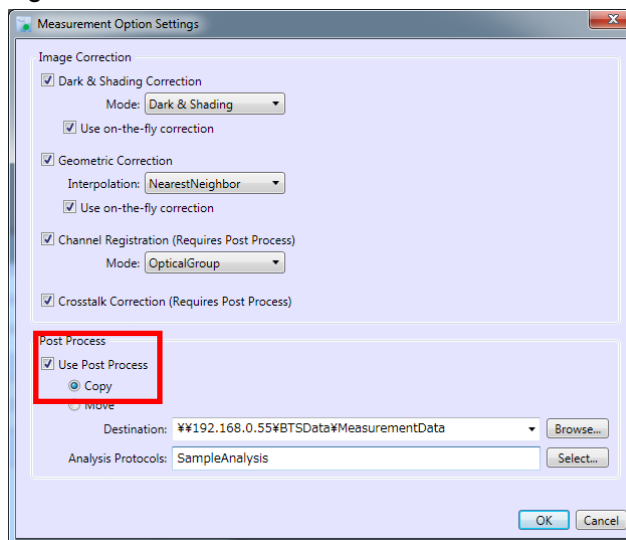 Measurement Option Settings
Image Correction
Dark & Shading Correction
Mode: Dark & Shading
Use on-the-fly correction
Geometric Correction
Interpolation: NearestNeighbor
Use on-the-fly correction
Channel Registration (Requires Post Process)
Mode: OpticalGroup
Crosstalk Correction (Requires Post Process)
Post Process
Use Post Process
Copy
Move
Destination: ¥¥192.168.0.55¥BTSData¥MeasurementData Browse...
Analysis Protocols: SampleAnalysis Select...
OK Cancel